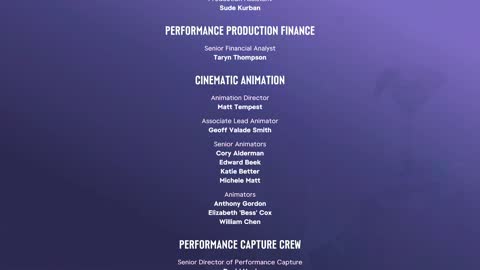 Sude Kurban
PERFORMANCE PRODUCTION FINANCE
Senior Financial Analyst
Taryn Thompson
CINEMATIC ANIMATION
Animation Director
Matt Tempest
Associate Lead Animator
Geoff Valade Smith
Senior Animators
Cory Alderman
Edward Beek
Katie Better
Michele Matt
Animators
Anthony Gordon
Elizabeth 'Bess' Cox
William Chen
PERFORMANCE CAPTURE CREW
Senior Director of Performance Capture